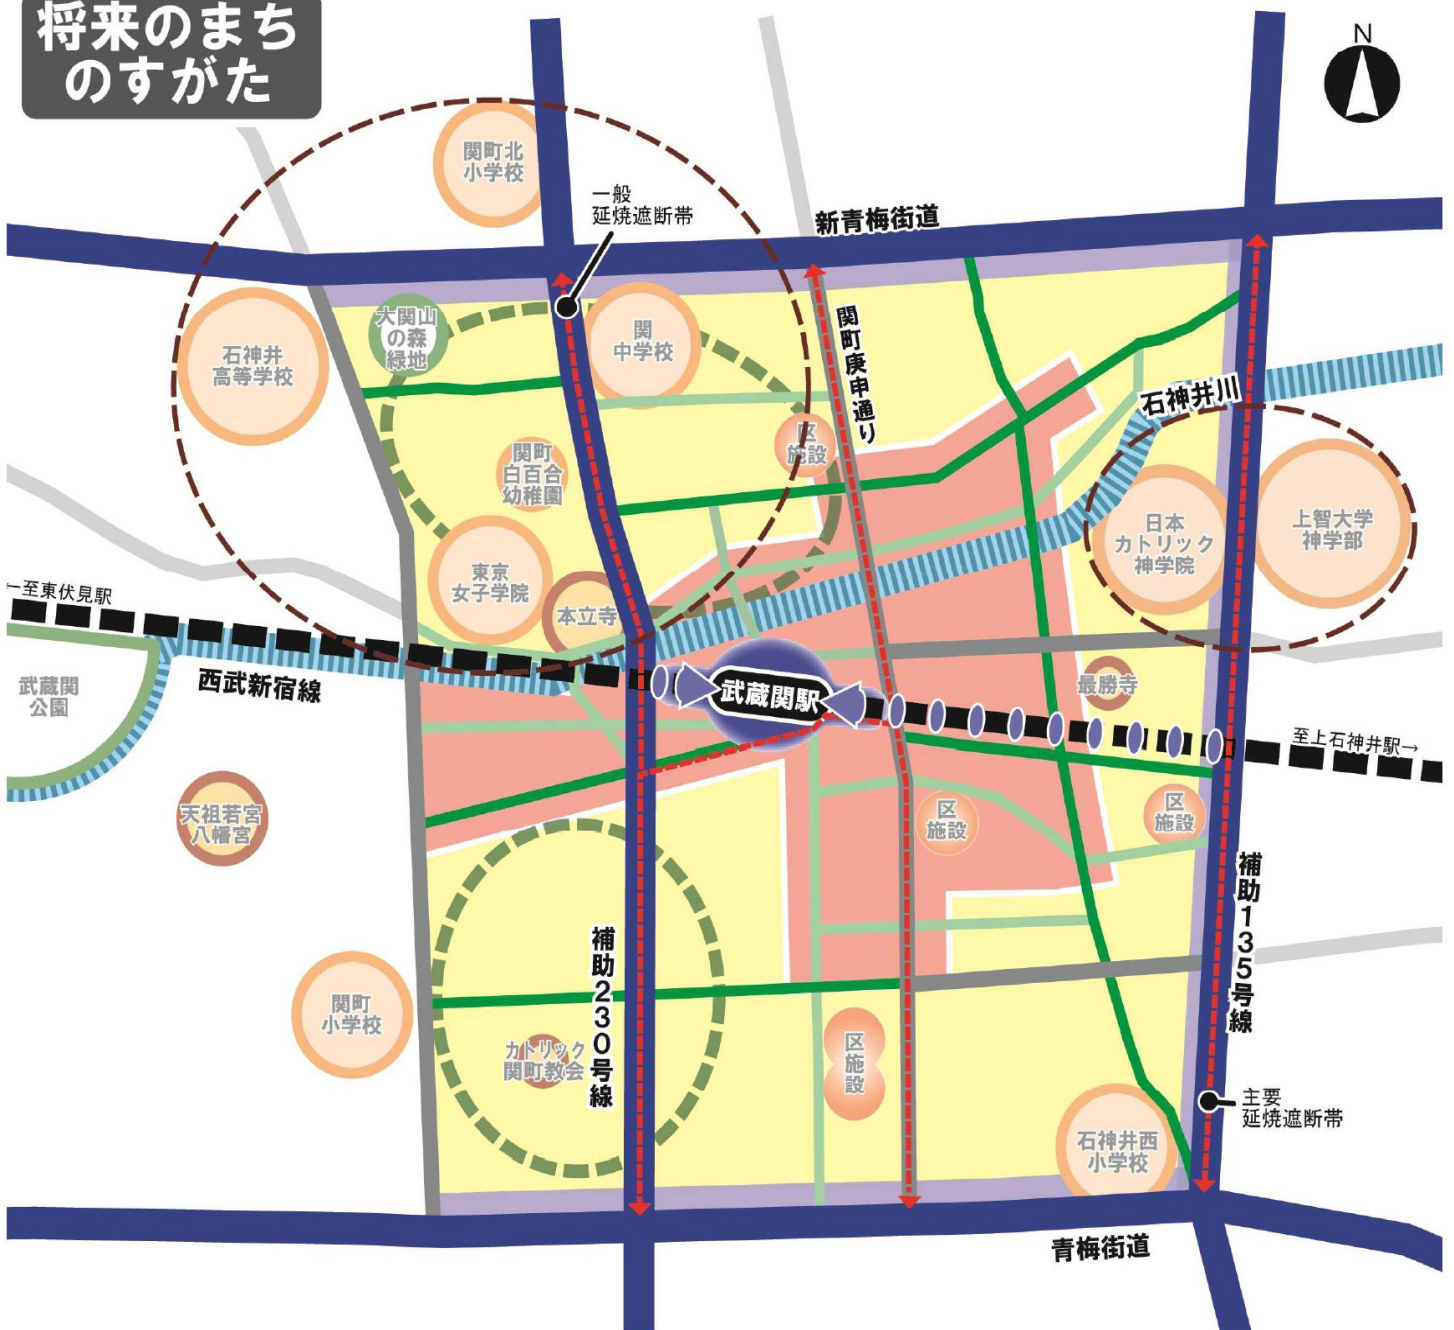 将来のまち
のすがた
N
関町北
小学校
一般
延焼遮断帯
新青梅街道
大関山
の森
緑地
関
中学校
石神井
高等学校
関町庚申通り
石神井川
区
施設
関町
白百合
幼稚園
日本
カトリック
神学院
上智大学
神学部
東京
女子学院
本立寺
←至東伏見駅
武蔵関
公園
西武新宿線
武蔵関駅
最勝寺
至上石神井駅→
天祖若宮
八幡宮
区
施設
区
施設
補助230号線
補助135号線
関町
小学校
カトリック
関町教会
区
施
設
主要
延焼遮断帯
石神井西
小学校
青梅街道